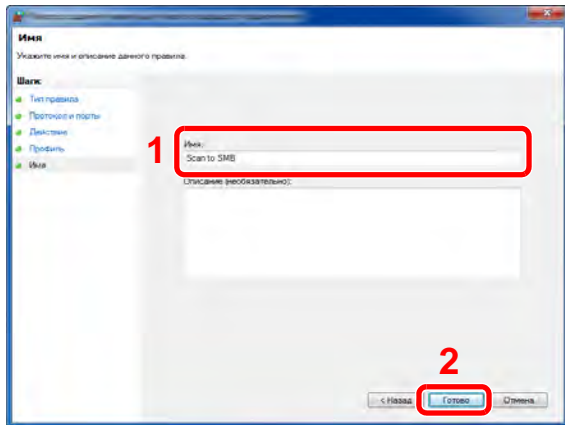 Имя
Укажите имя и описание данного правила.
Шаги:
Тип правила
Протокол и порты
Действие
Профиль
Имя
1
Имя:
Scan to SMB
Описание (необязательно):
2
< Назад
Готово
Отмена